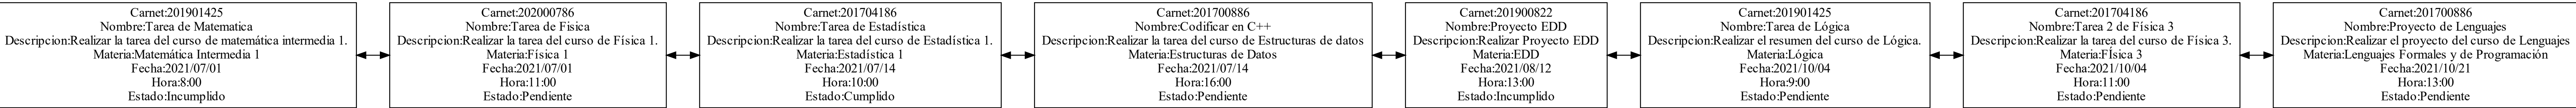 Carnet:201901425
Nombre:Tarea de Matematica
Descripcion:Realizar la tarea del curso de matemática intermedia 1.
Materia:Matemática Intermedia 1
Fecha:2021/07/01
Hora:8:00
Estado:Incumplido
Carnet:202000786
Nombre:Tarea de Fisica
Descripcion:Realizar la tarea del curso de Física 1.
Materia:Física 1
Fecha:2021/07/01
Hora:11:00
Estado:Pendiente
Carnet:201704186
Nombre:Tarea de Estadística
Descripcion:Realizar la tarea del curso de Estadística 1.
Materia:Estadística 1
Fecha:2021/07/14
Hora:10:00
Estado:Cumplido
Carnet:201700886
Nombre:Codificar en C++
Descripcion:Realizar la tarea del curso de Estructuras de datos
Materia:Estructuras de Datos
Fecha:2021/07/14
Hora:16:00
Estado:Pendiente
Carnet:201900822
Nombre:Proyecto EDD
Descripcion:Realizar Proyecto EDD
Materia:EDD
Fecha:2021/08/12
Hora:13:00
Estado:Incumplido
Carnet:201901425
Nombre:Tarea de Lógica
Descripcion:Realizar el resumen del curso de Lógica.
Materia:Lógica
Fecha:2021/10/04
Hora:9:00
Estado:Pendiente
Carnet:201704186
Nombre:Tarea 2 de Física 3
Descripcion:Realizar la tarea del curso de Física 3.
Materia:FÍsica 3
Fecha:2021/10/04
Hora:11:00
Estado:Pendiente
Carnet:201700886
Nombre:Proyecto de Lenguajes
Descripcion:Realizar el proyecto del curso de Lenguajes
Materia:Lenguajes Formales y de Programación
Fecha:2021/10/21
Hora:13:00
Estado:Pendiente